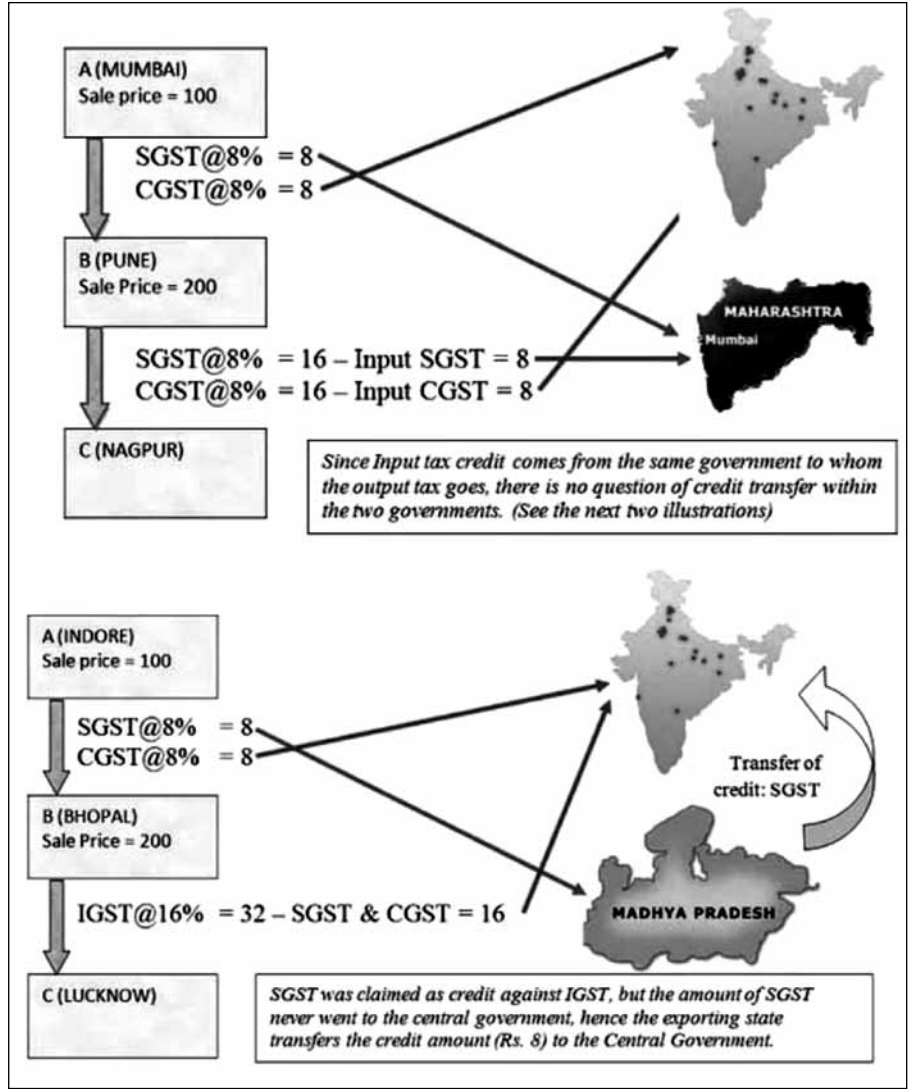 A (MUMBAI)
Sale price = 100
SGST@8% = 8
CGST@8% = 8
B (PUNE)
Sale Price = 200
MAHARASHTRA
Mumbai
SGST@8% = 16 – Input SGST = 8
CGST@8% = 16 – Input CGST = 8
C (NAGPUR)
Since Input tax credit comes from the same government to whom
the output tax goes, there is no question of credit transfer within
the two governments. (See the next two illustrations)
A (INDORE)
Sale price = 100
SGST@8% = 8
CGST@8% = 8
Transfer of
credit: SGST
B (BHOPAL)
Sale Price = 200
IGST@16% = 32 – SGST & CGST = 16
MADHYA PRADESH
C (LUCKNOW)
SGST was claimed as credit against IGST, but the amount of SGST
never went to the central government, hence the exporting state
transfers the credit amount (Rs. 8) to the Central Government.